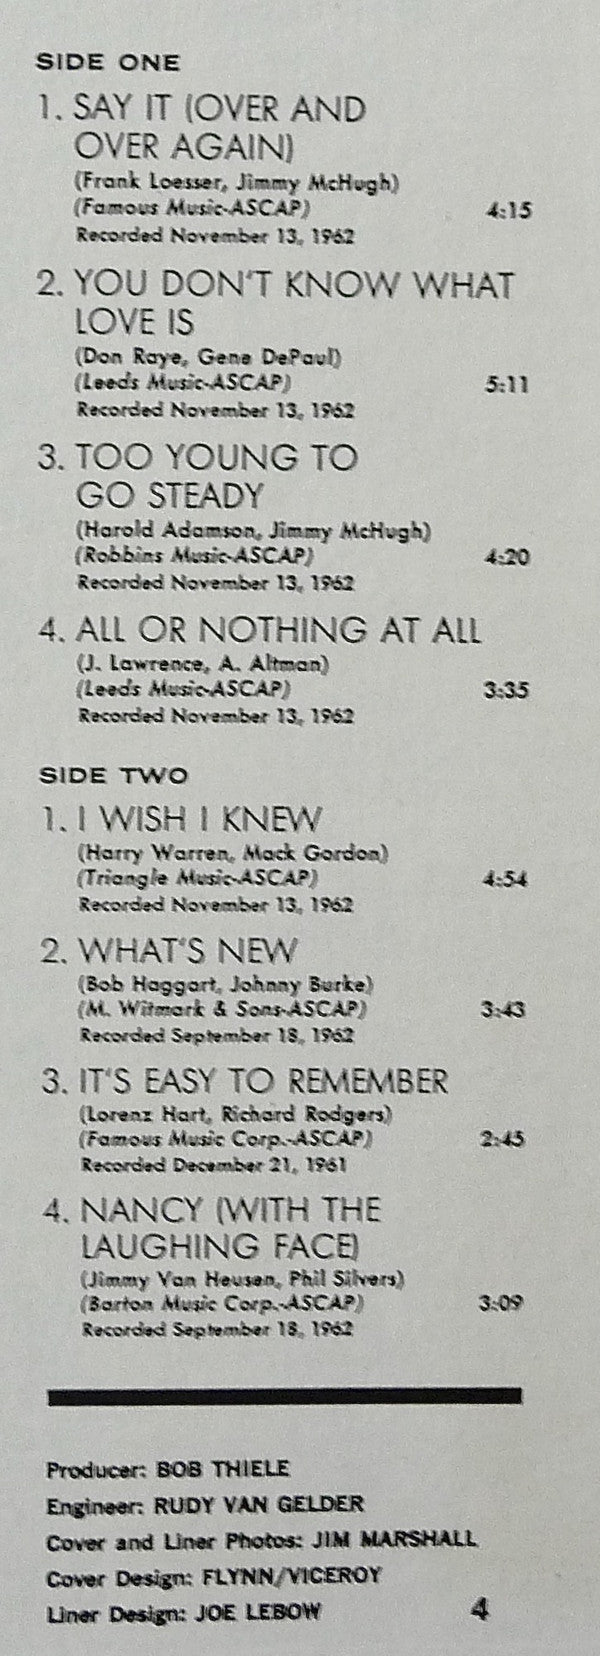 SIDE ONE
1. SAY IT (OVER AND
OVER AGAIN)
(Frank Loesser, Jimmy McHugh)
(Famous Music-ASCAP) 4:15
Recorded November 13, 1962
2. YOU DON'T KNOW WHAT
LOVE IS
(Don Raye, Gene DePaul)
(Leeds Music-ASCAP) 5:11
Recorded November 13, 1962
3. TOO YOUNG TO
GO STEADY
(Harold Adamson, Jimmy McHugh)
(Robbins Music-ASCAP) 4:20
Recorded November 13, 1962
4. ALL OR NOTHING AT ALL
(J. Lawrence, A. Altman)
(Leeds Music-ASCAP) 3:35
Recorded November 13, 1962
SIDE TWO
1. I WISH I KNEW
(Harry Warren, Mack Gordon)
(Triangle Music-ASCAP) 4:54
Recorded November 13, 1962
2. WHAT'S NEW
(Bob Haggart, Johnny Burke)
(M. Witmark & Sons-ASCAP) 3:43
Recorded September 18, 1962
3. IT'S EASY TO REMEMBER
(Lorenz Hart, Richard Rodgers)
(Famous Music Corp.-ASCAP) 2:45
Recorded December 21, 1961
4. NANCY (WITH THE
LAUGHING FACE)
(Jimmy Van Heusen, Phil Silvers)
(Barton Music Corp.-ASCAP) 3:09
Recorded September 18, 1962
Producer: BOB THIELE
Engineer: RUDY VAN GELDER
Cover and Liner Photos: JIM MARSHALL
Cover Design: FLYNN/VICEROY
Liner Design: JOE LEBOW 4